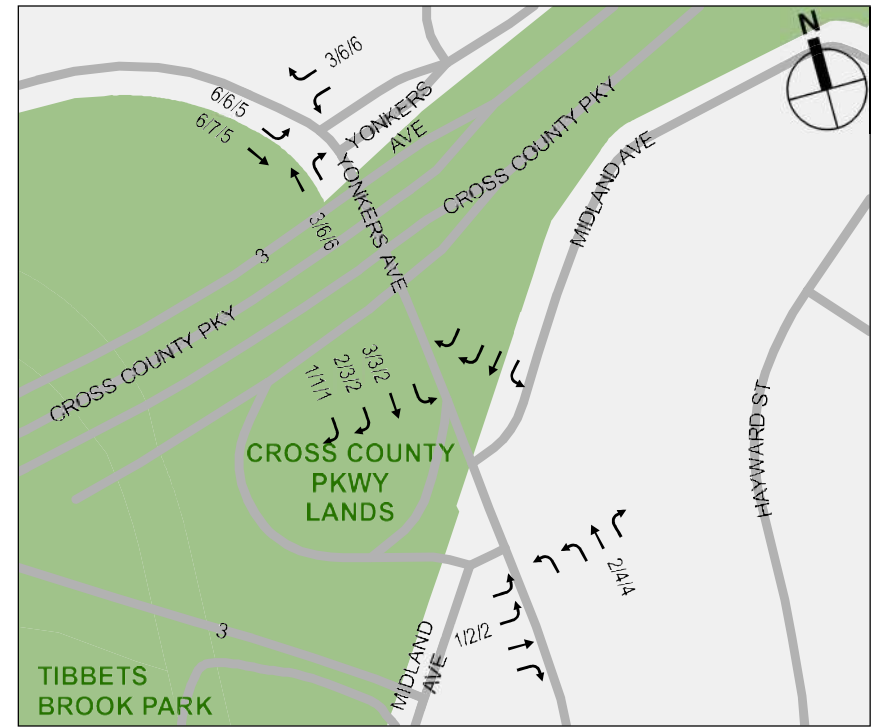 N
3/6/6
6/6/5
6/7/5
YONKERS
AVE
CROSS COUNTY PKY
MIDLAND AVE
YONKERS AVE
3/6/6
3
CROSS COUNTY PKY
3/3/2
2/3/2
1/1/1
HAYWARD ST
CROSS COUNTY
PKWY
LANDS
2/4/4
3
1/2/2
MIDLAND
AVE
TIBBETS
BROOK PARK